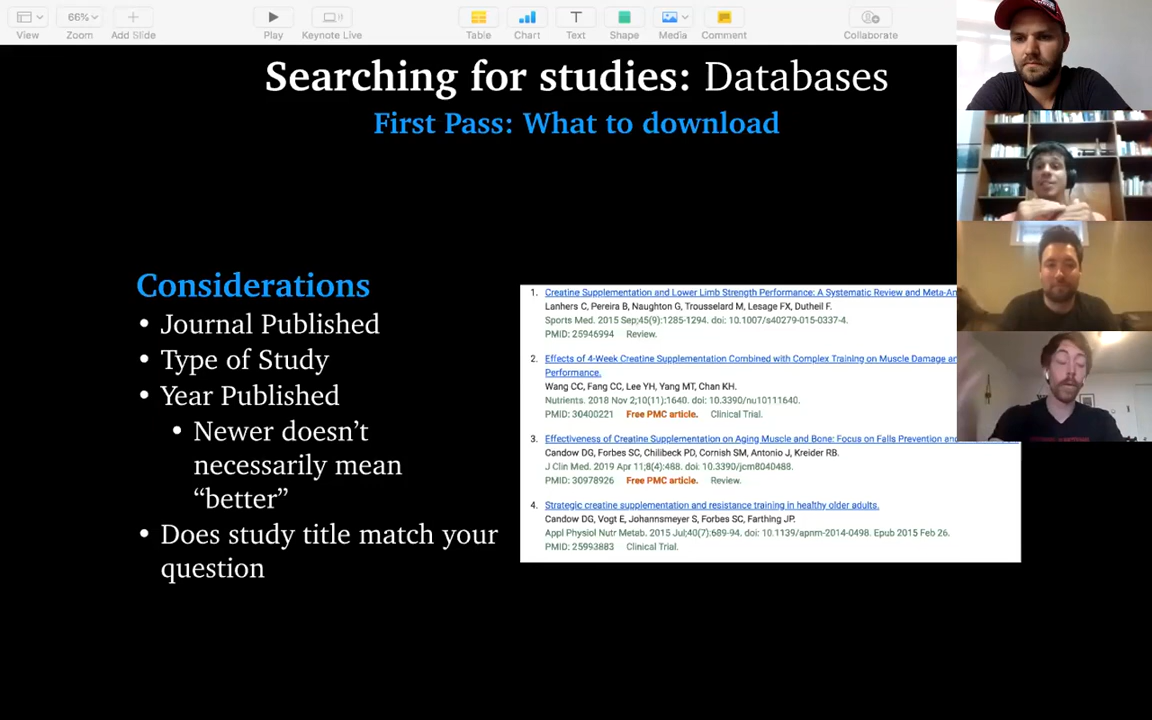 66%
View
Zoom
Add Slide
Play
Keynote Live
Table
Chart
Text
Shape
Media
Comment
Collaborate
Searching for studies: Databases
First Pass: What to download
Considerations
• Journal Published
• Type of Study
• Year Published
• Newer doesn’t
necessarily mean
“better”
• Does study title match your
question
1. Creatine Supplementation and Lower Limb Strength Performance: A Systematic Review and Meta-An
Lanhers C, Pereira B, Naughton G, Trousselard M, Lesage FX, Dutheil F.
Sports Med. 2015 Sep;45(9):1285-1294. doi: 10.1007/s40279-015-0337-4.
PMID: 25946994 Review.
2. Effects of 4-Week Creatine Supplementation Combined with Complex Training on Muscle Damage an
Performance.
Wang CC, Fang CC, Lee YH, Yang MT, Chan KH.
Nutrients. 2018 Nov 2;10(11):1640. doi: 10.3390/nu10111640.
PMID: 30400221 Free PMC article. Clinical Trial.
3. Effectiveness of Creatine Supplementation on Aging Muscle and Bone: Focus on Falls Prevention and
Candow DG, Forbes SC, Chilibeck PD, Cornish SM, Antonio J, Kreider RB.
J Clin Med. 2019 Apr 11;8(4):488. doi: 10.3390/jcm8040488.
PMID: 30978926 Free PMC article. Review.
4. Strategic creatine supplementation and resistance training in healthy older adults.
Candow DG, Vogt E, Johannsmeyer S, Forbes SC, Farthing JP.
Appl Physiol Nutr Metab. 2015 Jul;40(7):689-94. doi: 10.1139/apnm-2014-0498. Epub 2015 Feb 26.
PMID: 25993883 Clinical Trial.